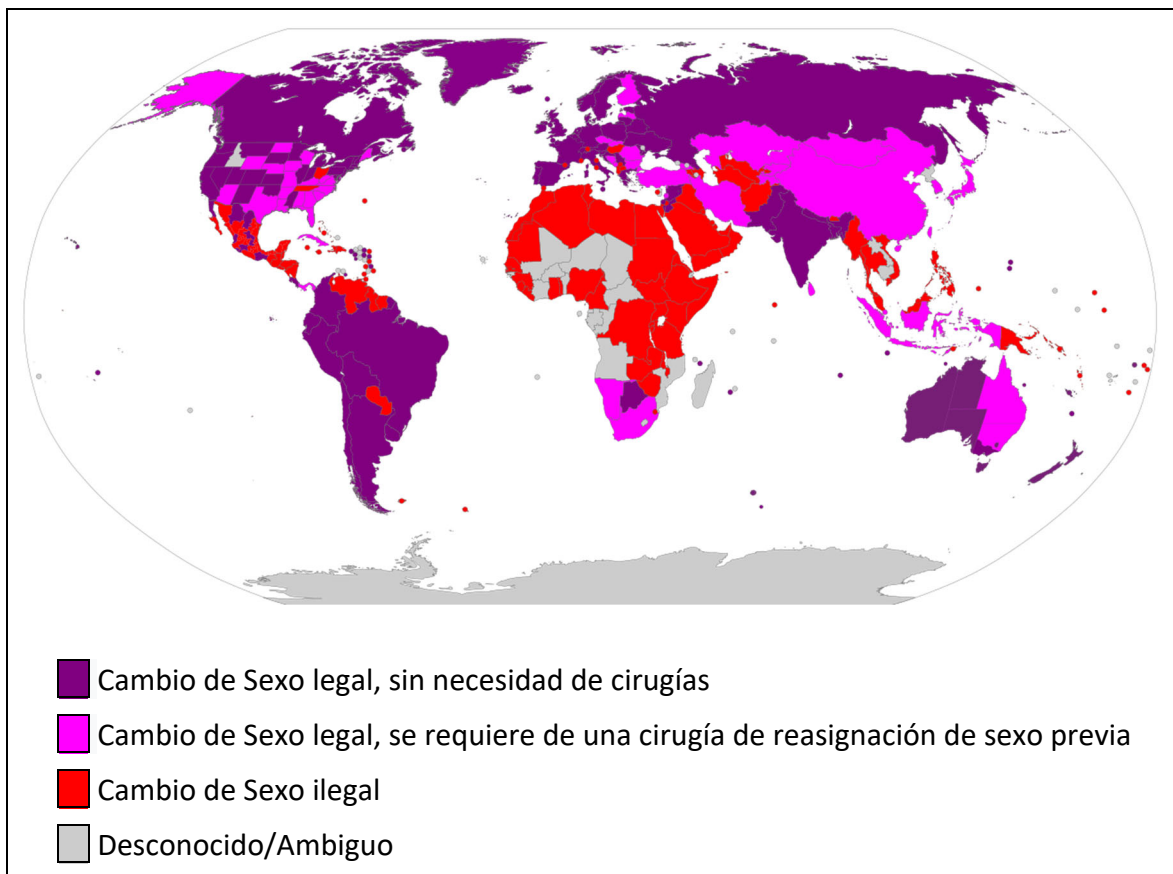 Cambio de Sexo legal, sin necesidad de cirugías
Cambio de Sexo legal, se requiere de una cirugía de reasignación de sexo previa
Cambio de Sexo ilegal
Desconocido/Ambiguo